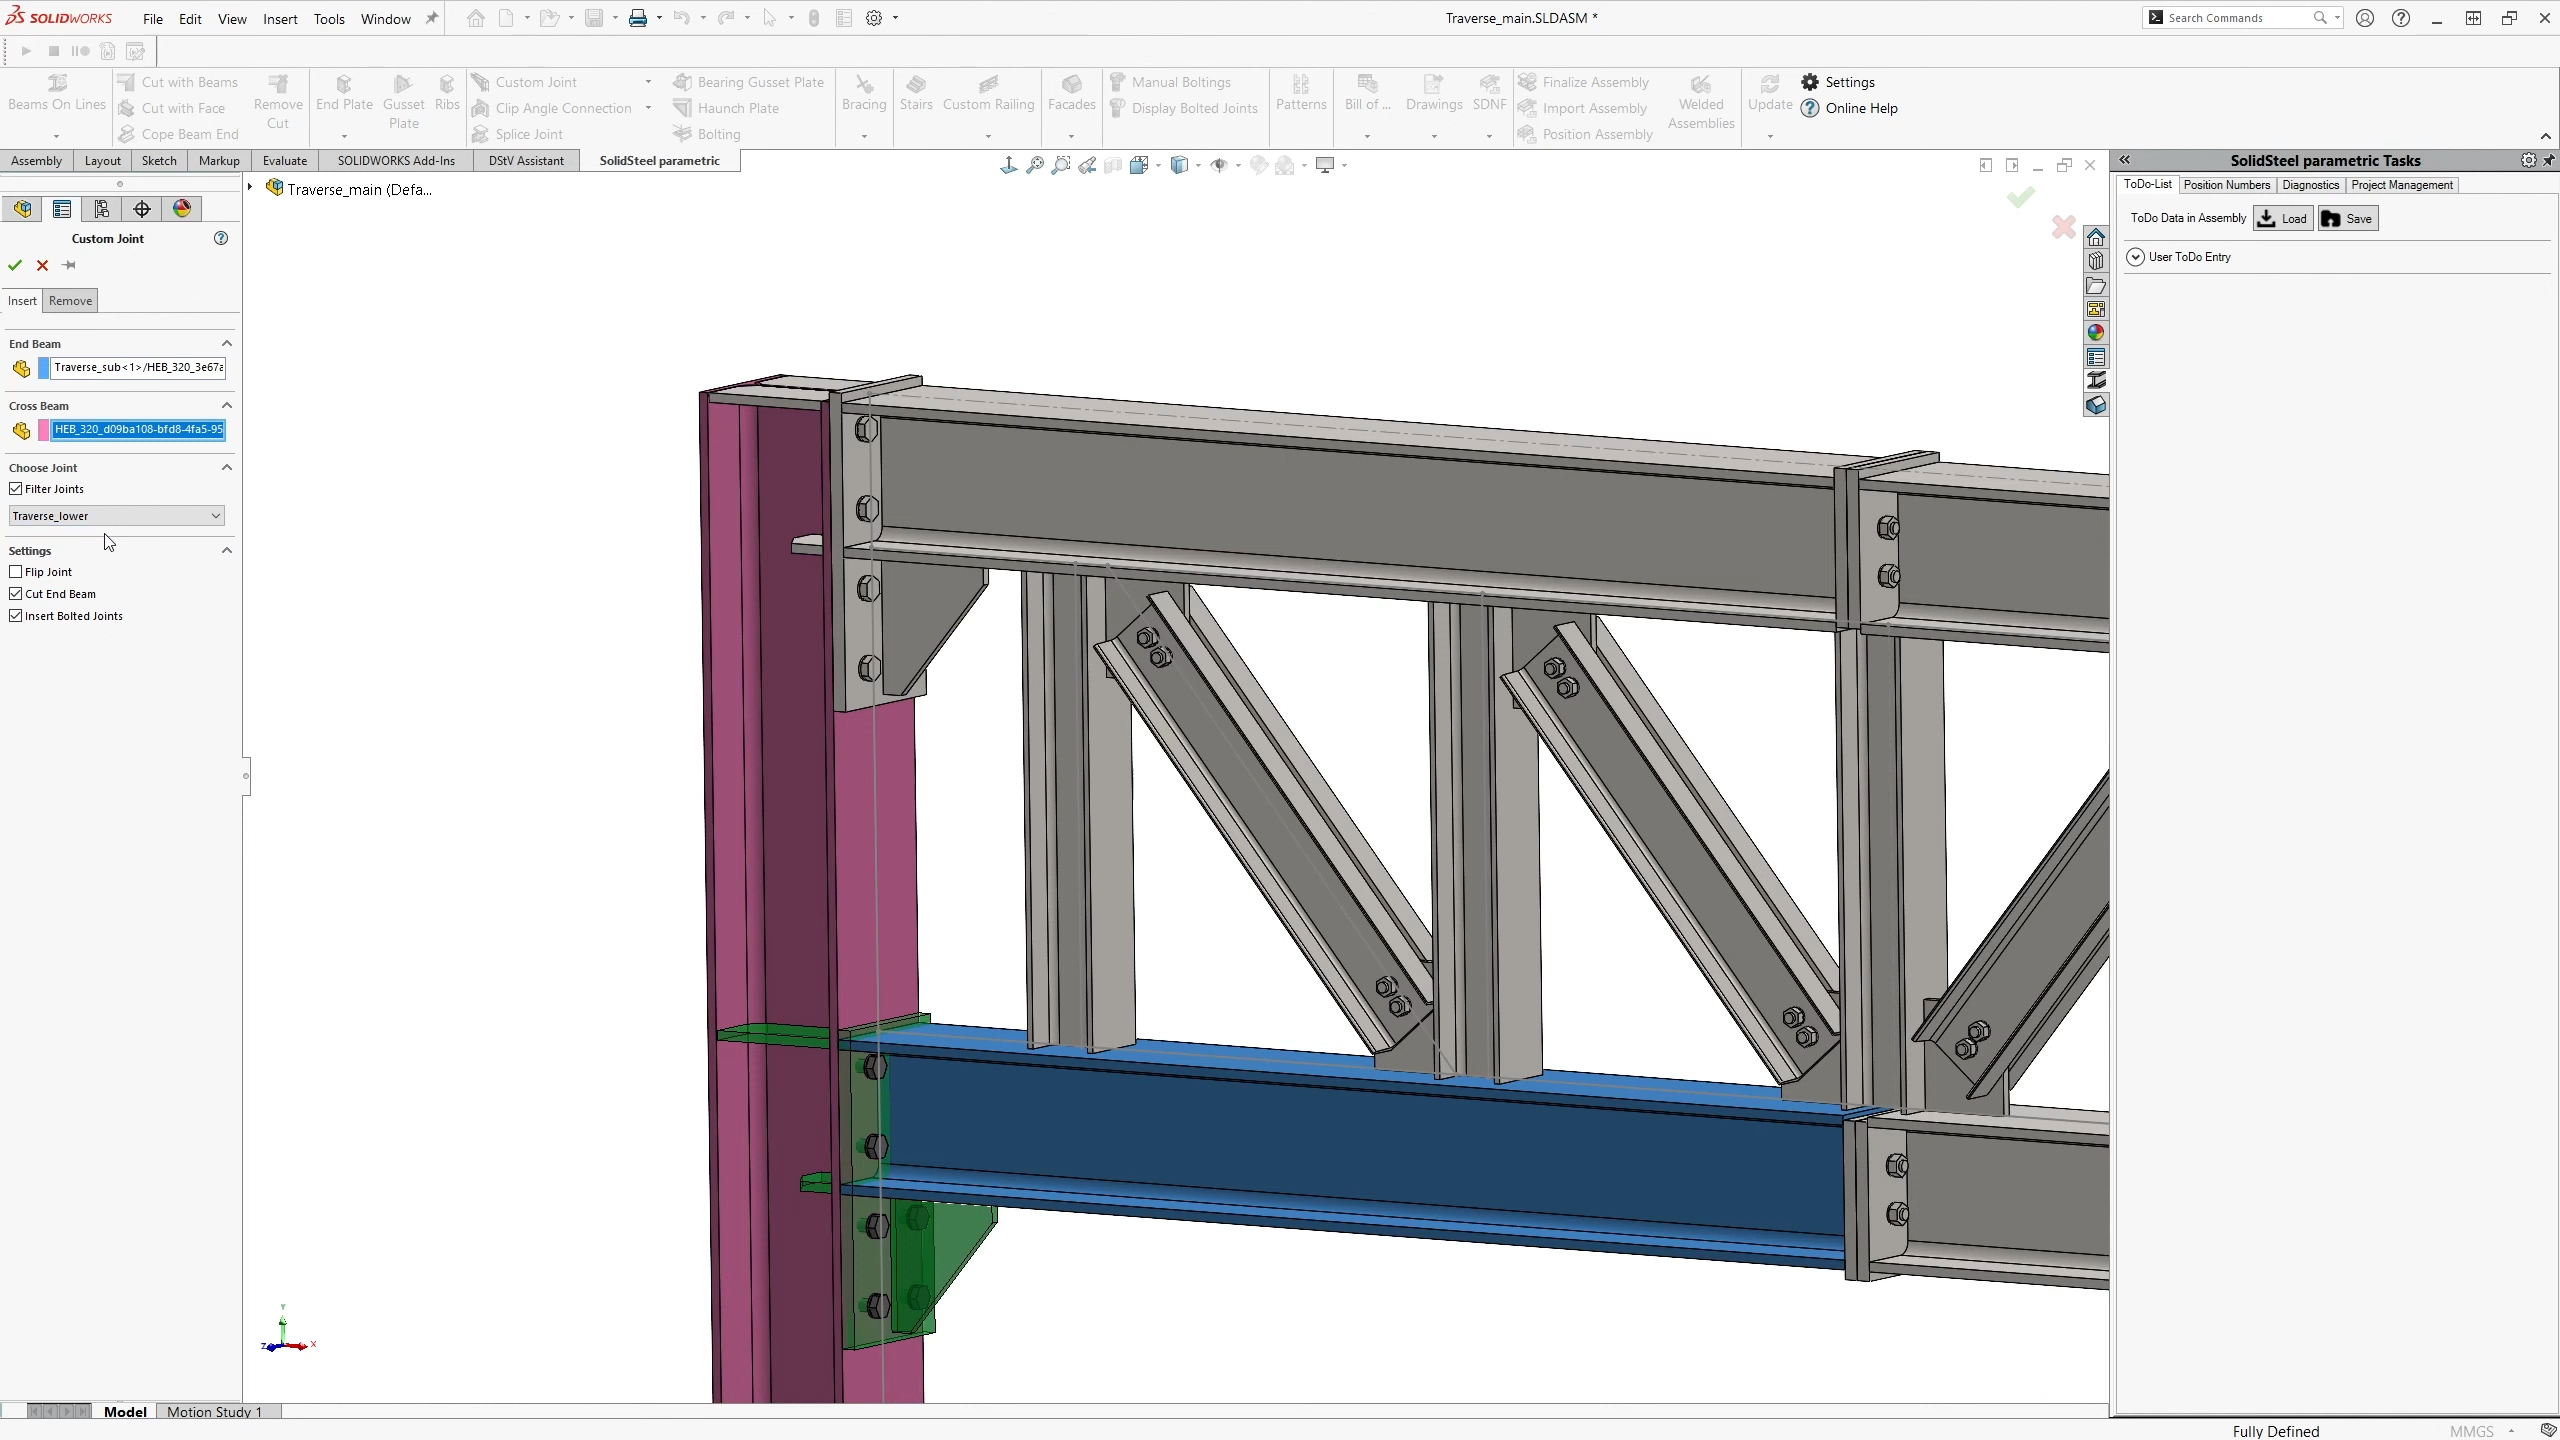 SOLIDWORKS File Edit View Insert Tools Window
Traverse_main.SLDASM *
Search Commands
Beams On Lines
Cut with Beams
Cut with Face
Cope Beam End
Remove Cut
End Plate
Gusset Plate
Ribs
Custom Joint
Clip Angle Connection
Splice Joint
Bearing Gusset Plate
Haunch Plate
Bolting
Bracing
Stairs
Custom Railing
Facades
Manual Boltings
Display Bolted Joints
Patterns
Bill of ...
Drawings
SDNF
Finalize Assembly
Import Assembly
Position Assembly
Welded Assemblies
Update
Settings
Online Help
Assembly Layout Sketch Markup Evaluate SOLIDWORKS Add-Ins DStV Assistant SolidSteel parametric
Traverse_main (Defa...
Custom Joint
Insert Remove
End Beam
Traverse_sub<1>/HEB_320_3e67a
Cross Beam
HEB_320_d09ba108-bfd8-4fa5-95
Choose Joint
Filter Joints
Traverse_lower
Settings
Flip Joint
Cut End Beam
Insert Bolted Joints
Y
Z
X
SolidSteel parametric Tasks
ToDo-List Position Numbers Diagnostics Project Management
ToDo Data in Assembly Load Save
User ToDo Entry
Model Motion Study 1
Fully Defined MMGS